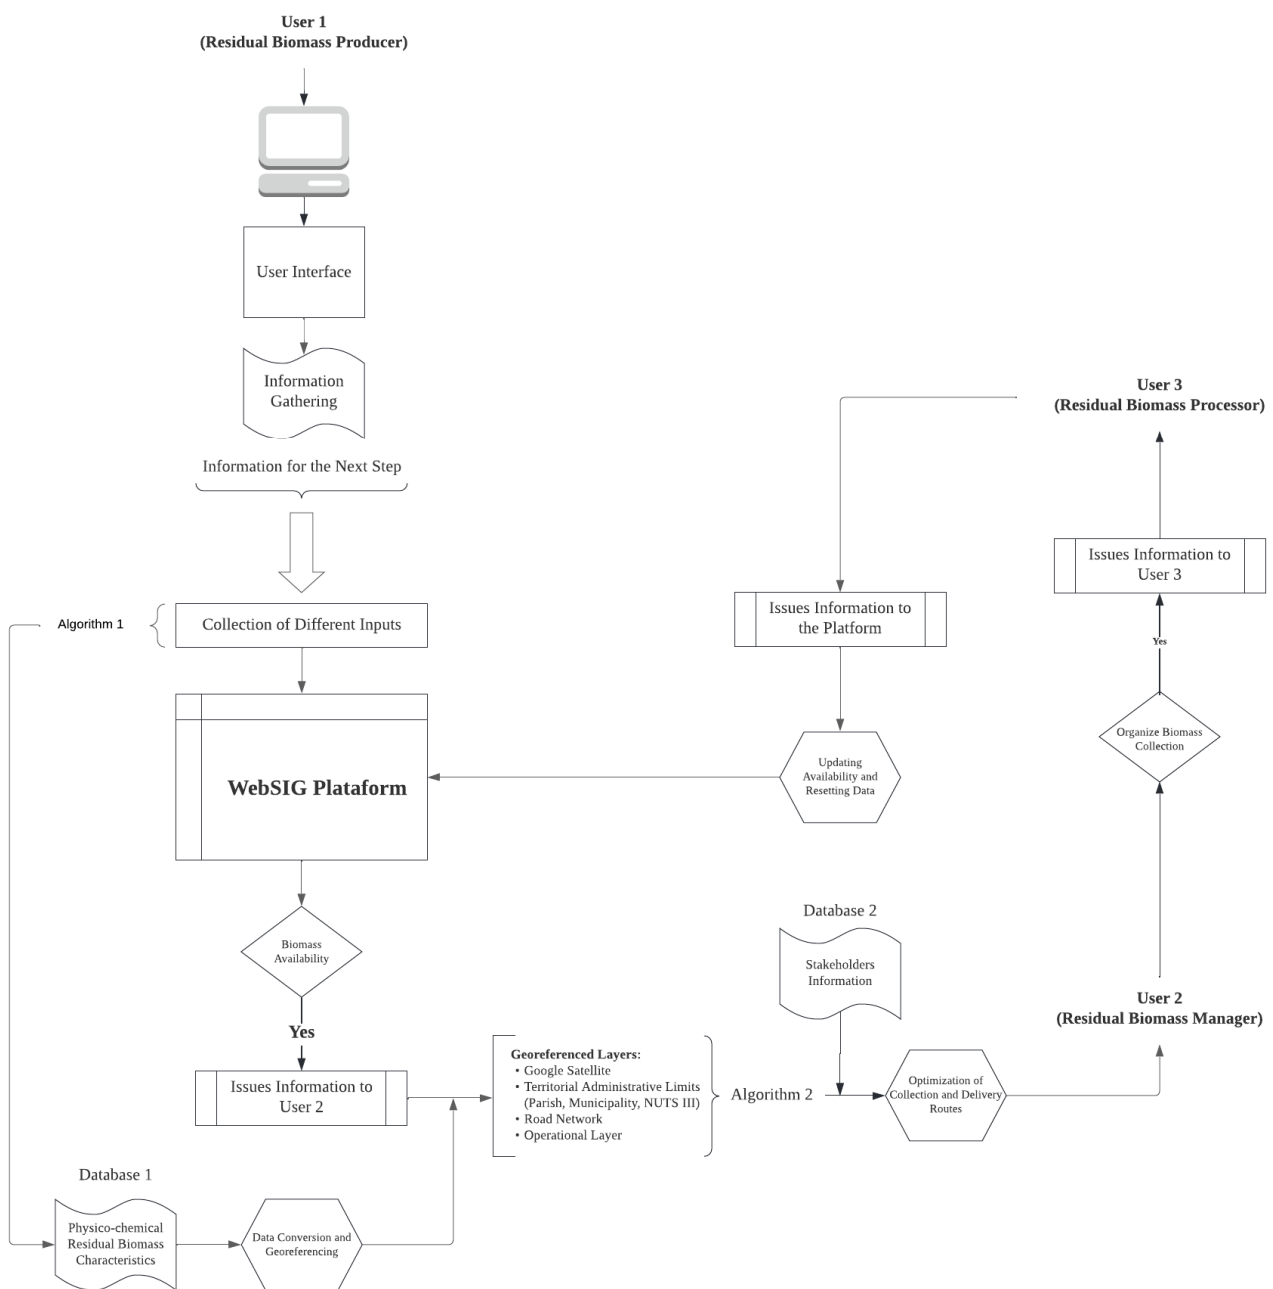 User 1
(Residual Biomass Producer)
User Interface
Information
Gathering
Information for the Next Step
Algorithm 1
Collection of Different Inputs
WebSIG Plataform
Biomass
Availability
Yes
Issues Information to
User 2
Database 1
Physico-chemical
Residual Biomass
Characteristics
Data Conversion and
Georeferencing
Georeferenced Layers:
• Google Satellite
• Territorial Administrative Limits
(Parish, Municipality, NUTS III)
• Road Network
• Operational Layer
Algorithm 2
Database 2
Stakeholders
Information
Optimization of
Collection and Delivery
Routes
User 2
(Residual Biomass Manager)
Organize Biomass
Collection
Yes
Issues Information to
User 3
User 3
(Residual Biomass Processor)
Issues Information to
the Platform
Updating
Availability and
Resetting Data